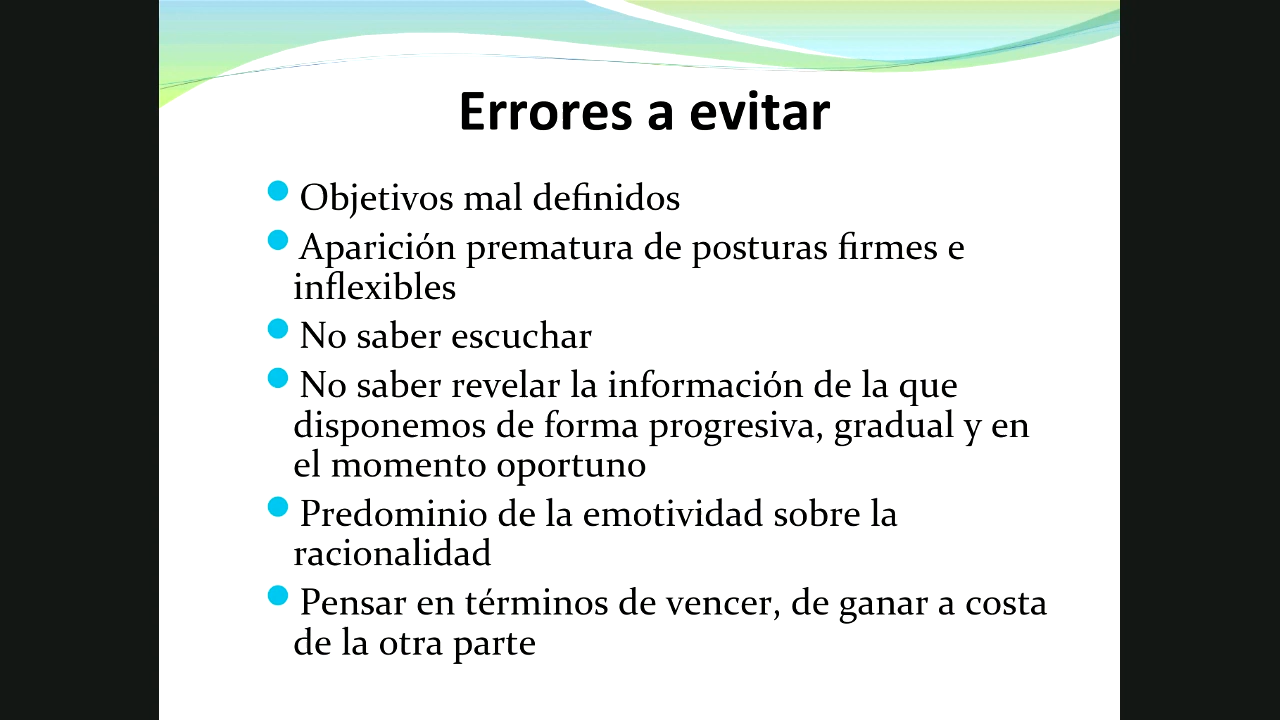 Errores a evitar
Objetivos mal definidos
Aparición prematura de posturas firmes e
inflexibles
No saber escuchar
No saber revelar la información de la que
disponemos de forma progresiva, gradual y en
el momento oportuno
Predominio de la emotividad sobre la
racionalidad
Pensar en términos de vencer, de ganar a costa
de la otra parte